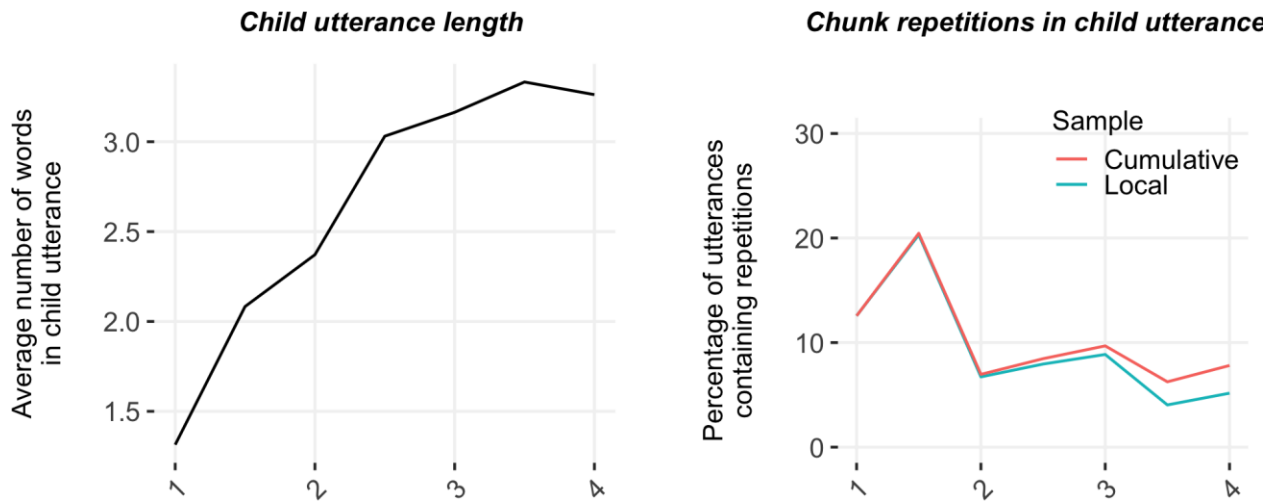 Child utterance length
Average number of words
in child utterance
3.0
2.5
2.0
1.5
1
2
3
4
Chunk repetitions in child utterance
Percentage of utterances
containing repetitions
30
20
10
0
Sample
Cumulative
Local
1
2
3
4